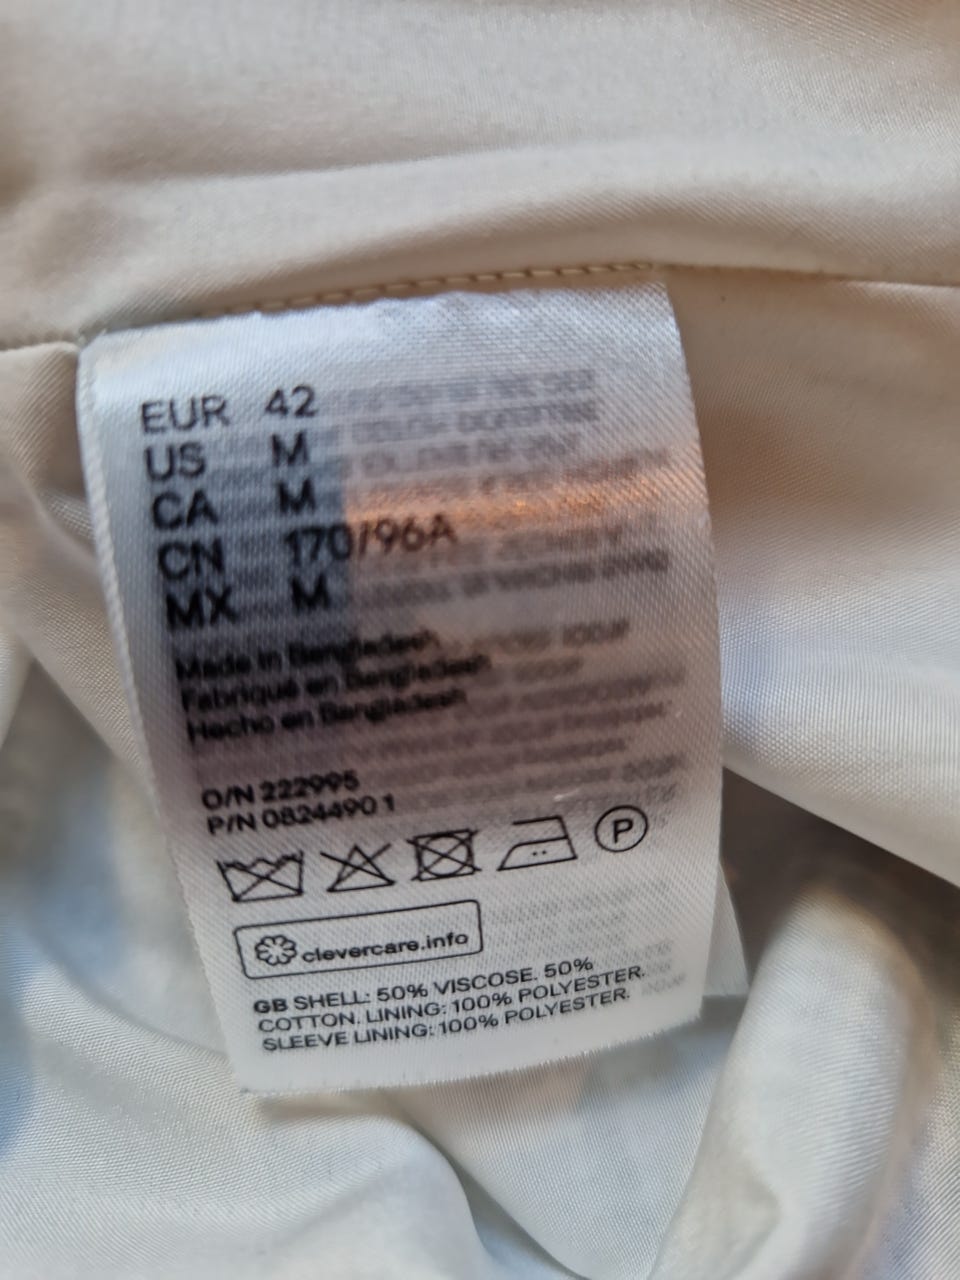 EUR 42
US M
CA M
CN 170/96A
MX M
Made in Bangladesh
Fabriqué en Bangladesh
Hecho en Bangladesh
O/N 222995
P/N 0824490 1
P
clevercare.info
GB SHELL: 50% VISCOSE. 50%
COTTON. LINING: 100% POLYESTER.
SLEEVE LINING: 100% POLYESTER.